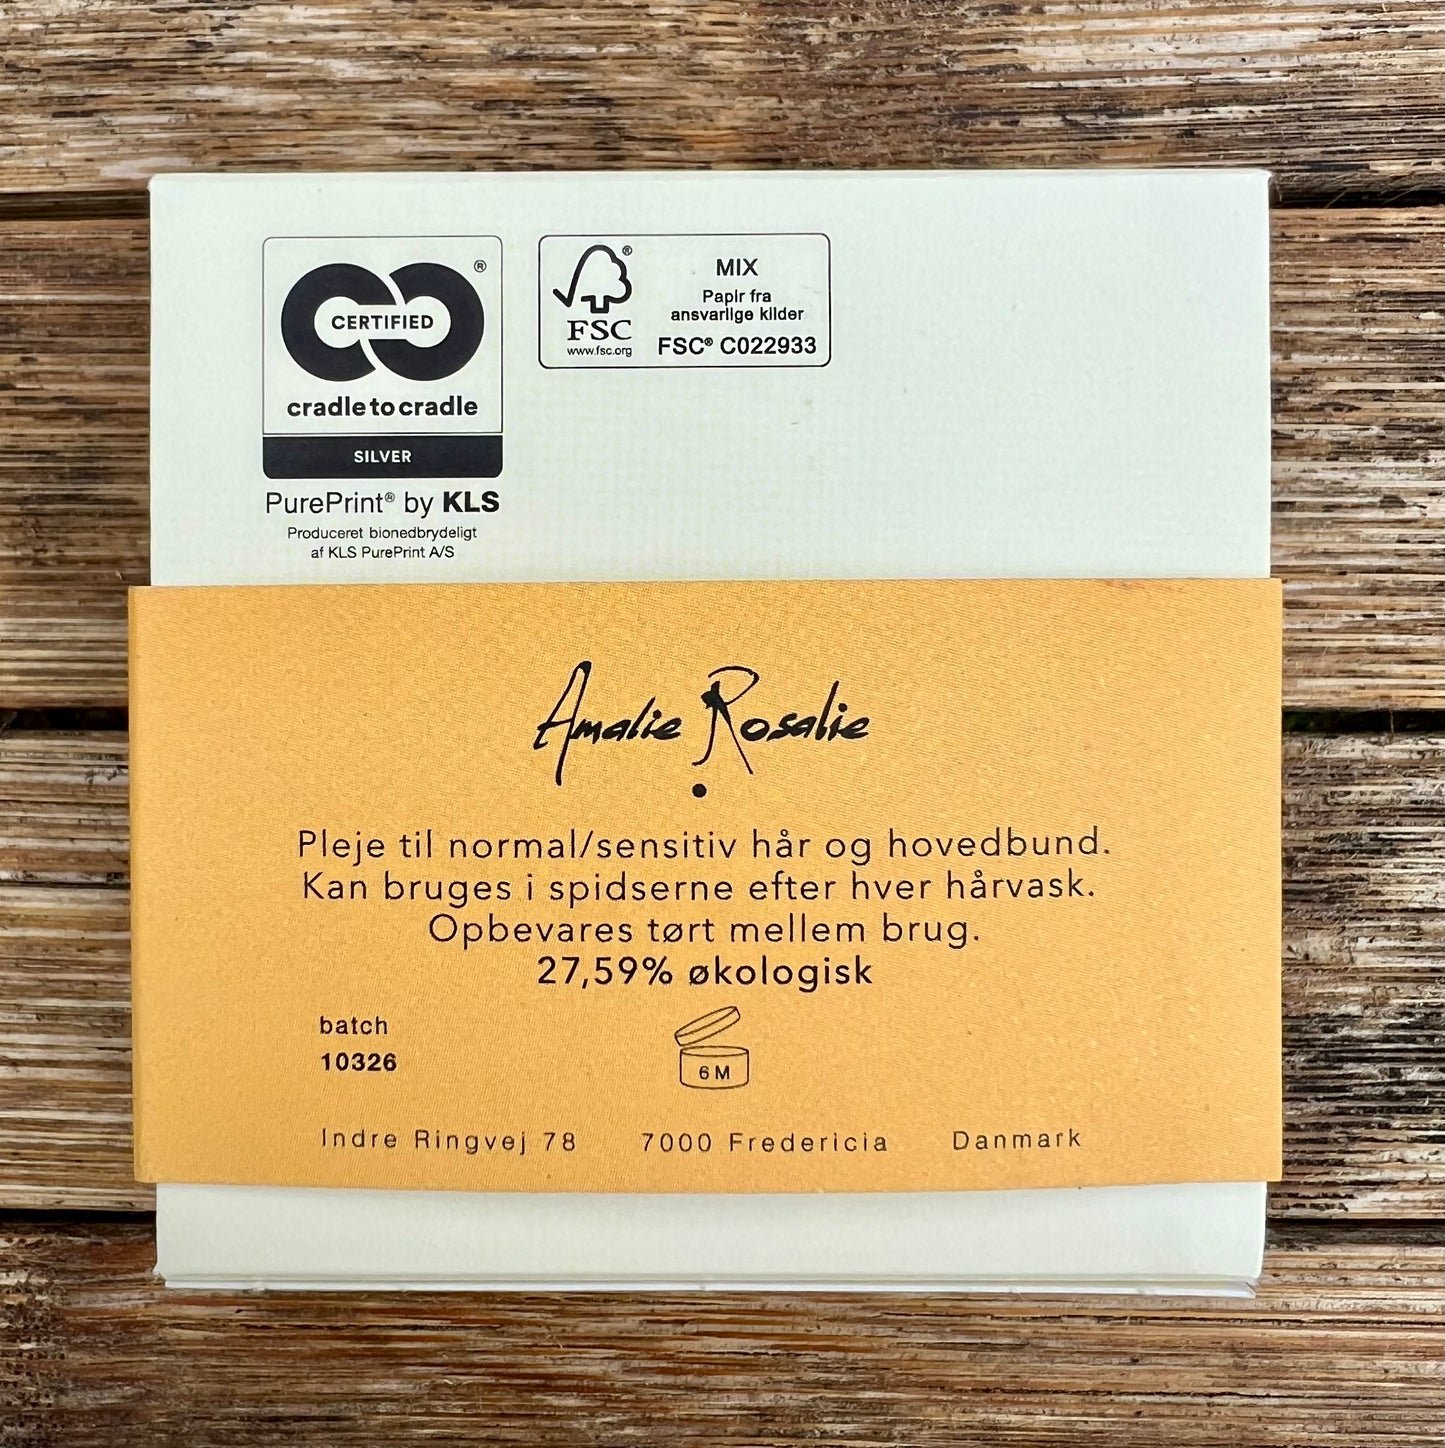 CERTIFIED
®
cradle to cradle
SILVER
PurePrint® by KLS
Produceret bionedbrydeligt
af KLS PurePrint A/S
®
FSC
www.fsc.org
MIX
Papir fra
ansvarlige kilder
FSC® C022933
Amalie Rosalie
Pleje til normal/sensitiv hår og hovedbund.
Kan bruges i spidserne efter hver hårvask.
Opbevares tørt mellem brug.
27,59% økologisk
batch
10326
6 M
Indre Ringvej 78 7000 Fredericia Danmark